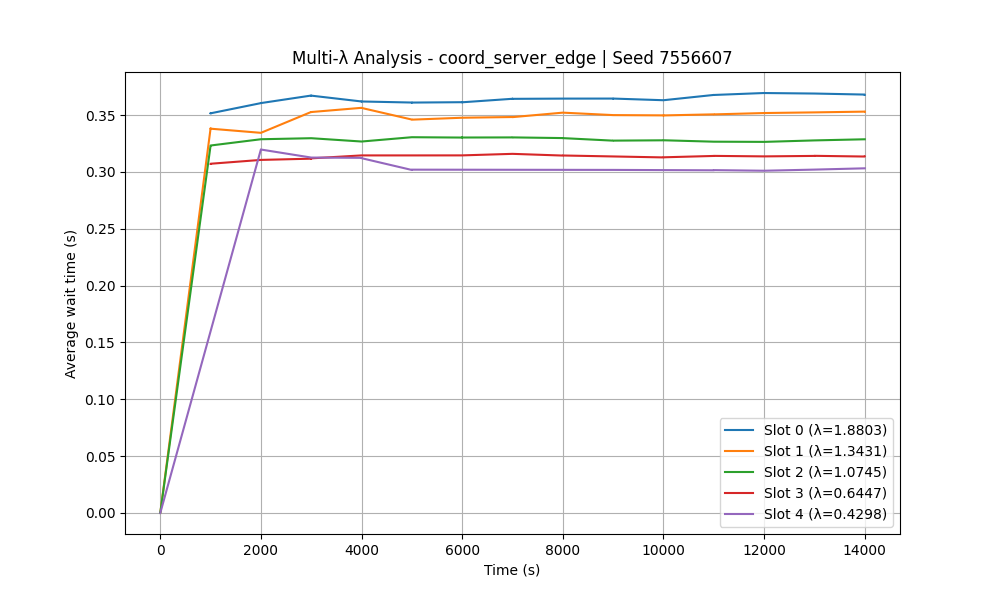 Multi-λ Analysis - coord_server_edge | Seed 7556607
Average wait time (s)
0.35
0.30
0.25
0.20
0.15
0.10
0.05
0.00
Slot 0 (λ=1.8803)
Slot 1 (λ=1.3431)
Slot 2 (λ=1.0745)
Slot 3 (λ=0.6447)
Slot 4 (λ=0.4298)
0 2000 4000 6000 8000 10000 12000 14000
Time (s)